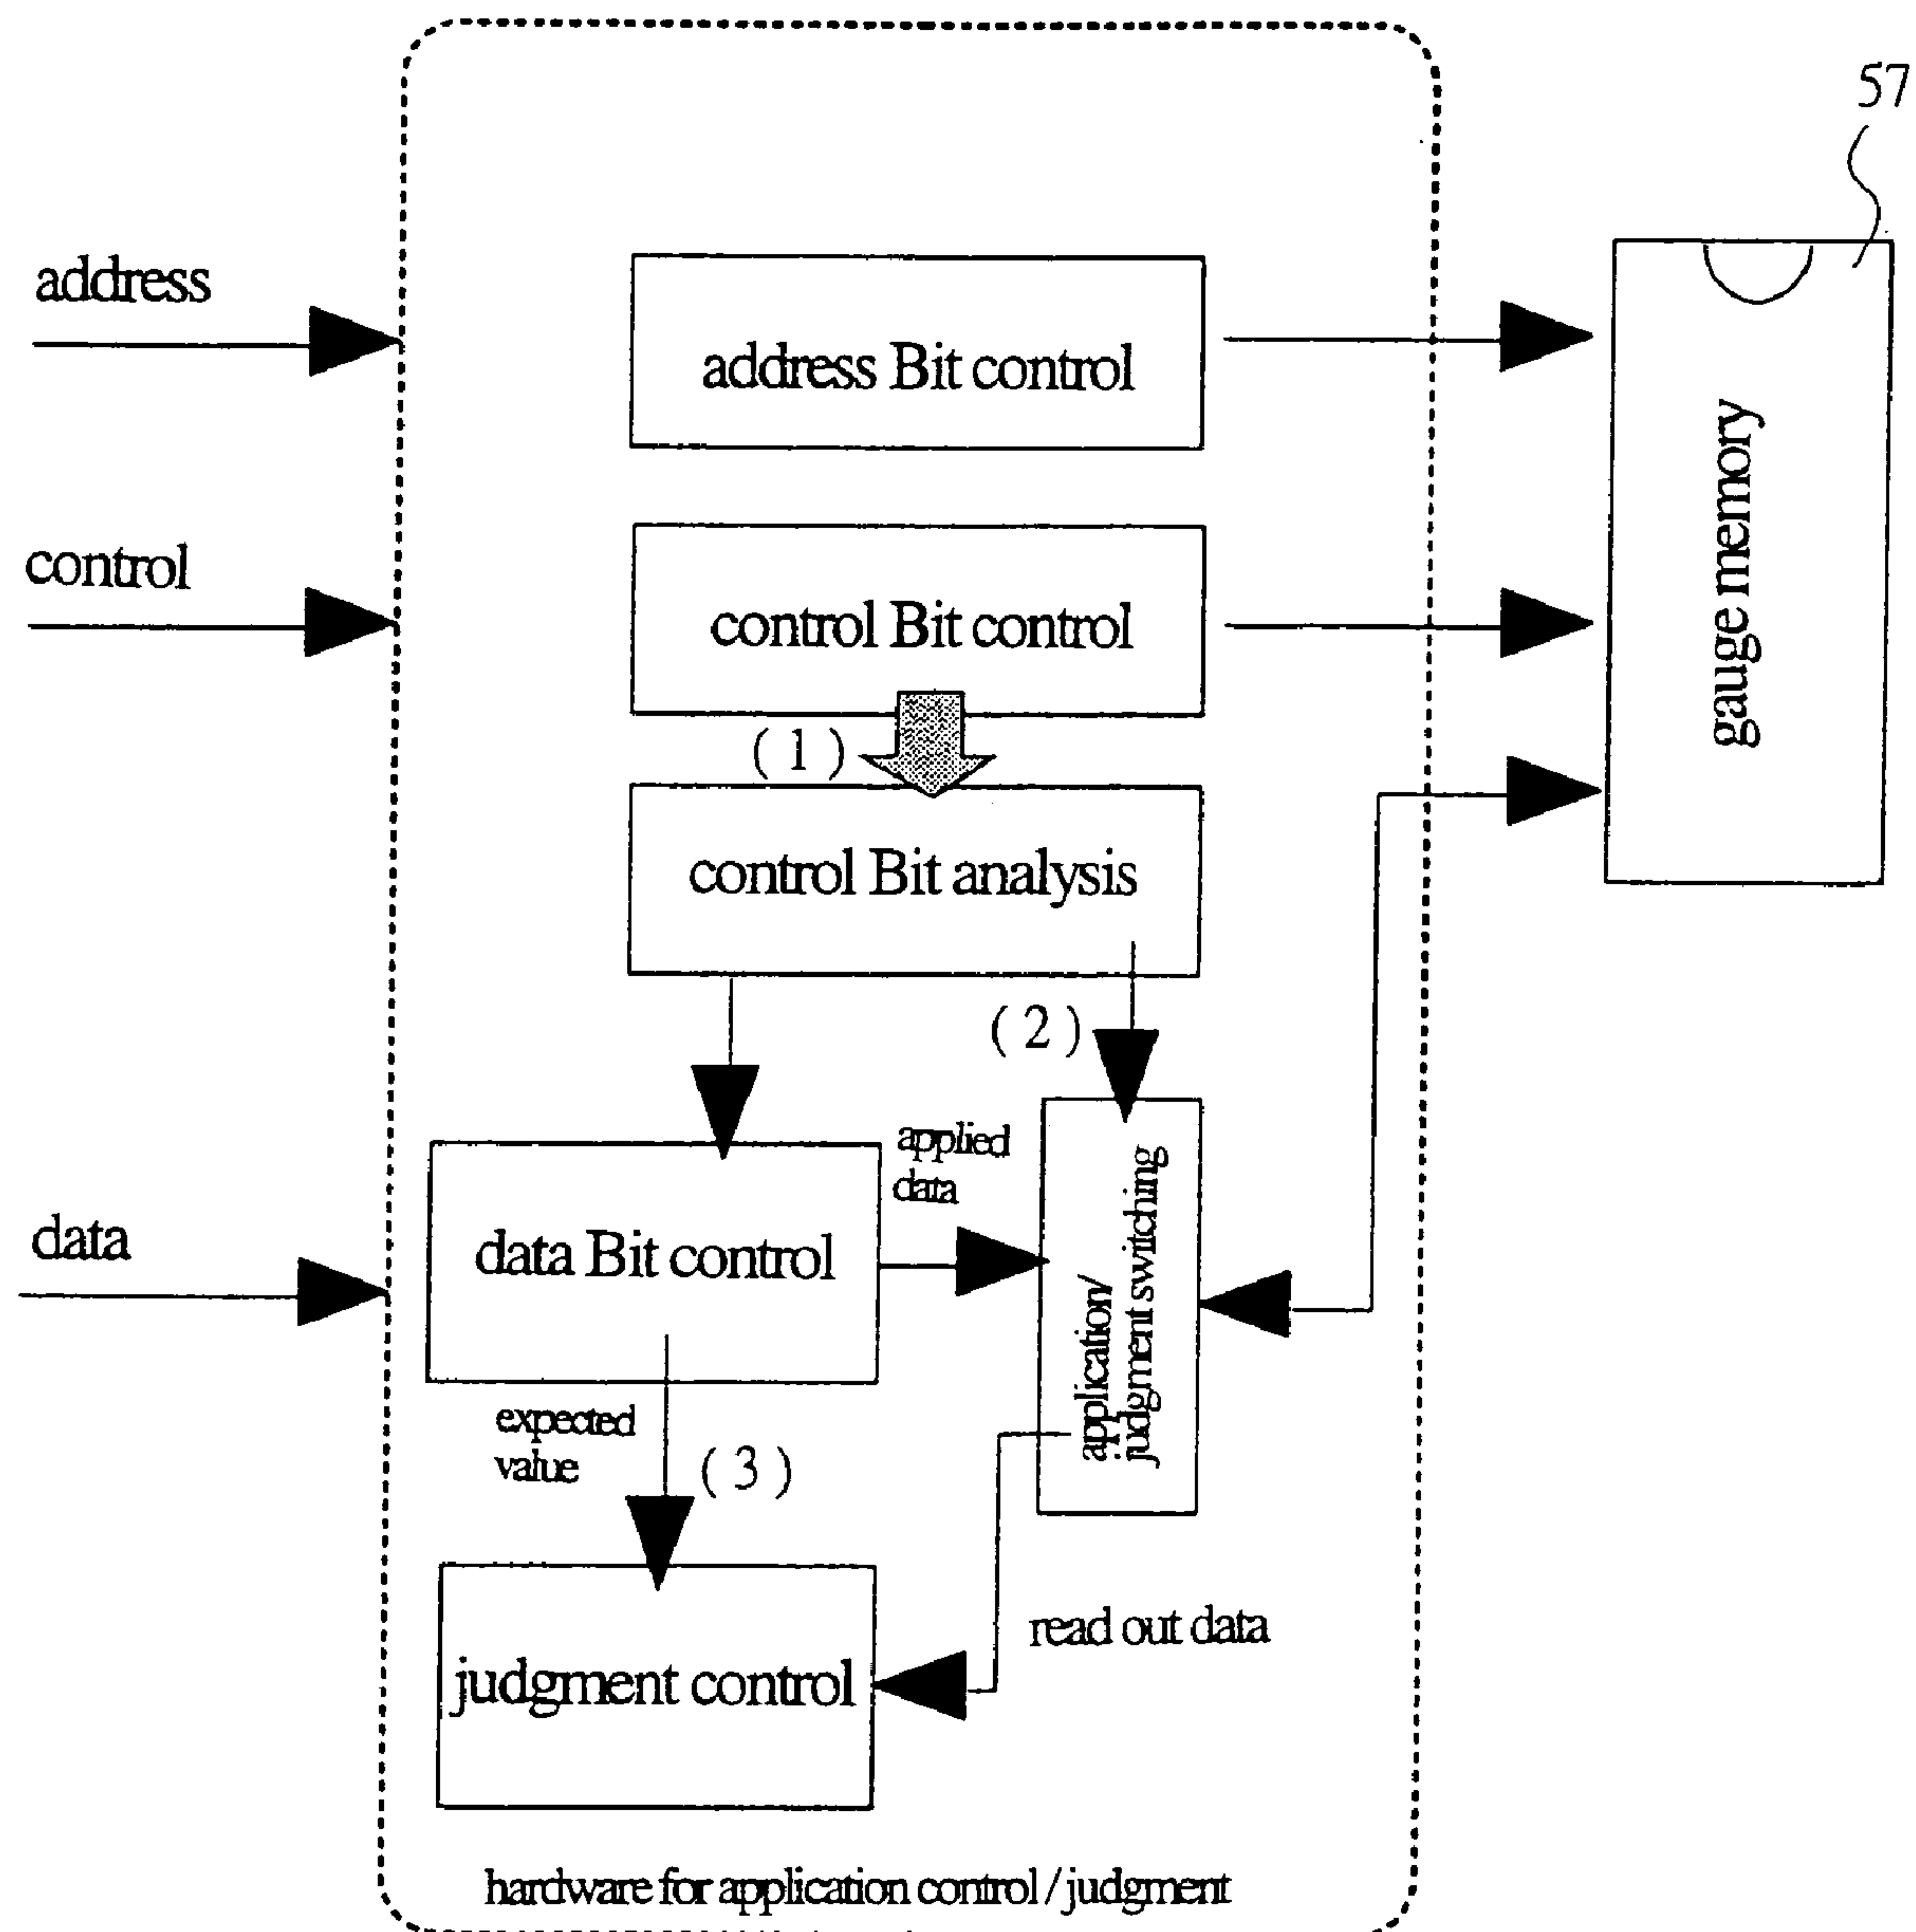 57
address
address Bit control
gauge memory
control
control Bit control
( 1 )
control Bit analysis
( 2 )
applied
data
application/
judgment switching
data
data Bit control
expected
value
( 3 )
read out data
judgment control
hardware for application control / judgment